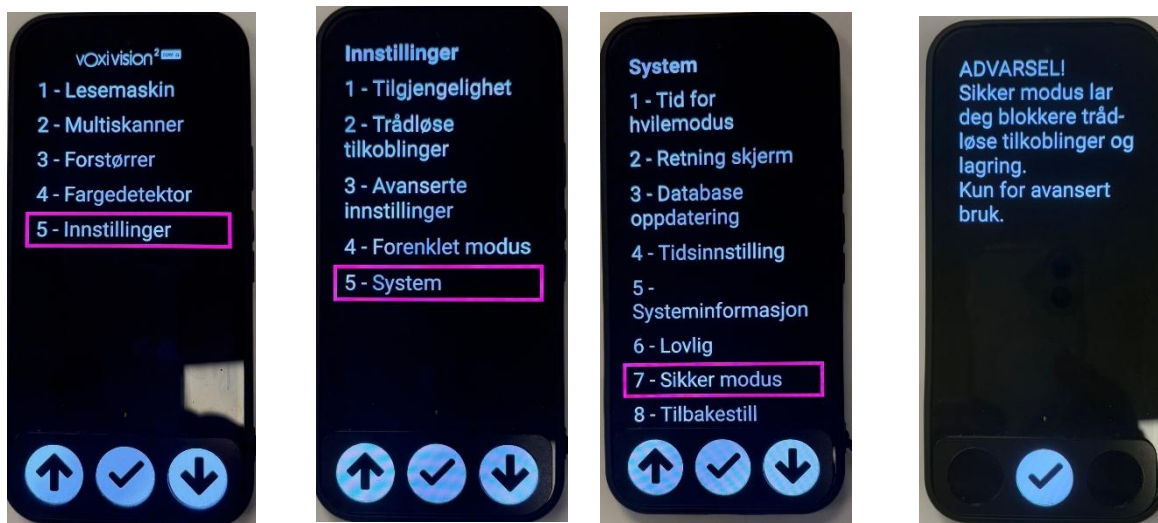 vOxivision²
1 - Lesemaskin
2 - Multiskanner
3 - Forstørrer
4 - Fargedetektor
5 - Innstillinger
Innstillinger
1 - Tilgjengelighet
2 - Trådløse
tilkoblinger
3 - Avanserte
innstillinger
4 - Forenklet modus
5 - System
System
1 - Tid for
hvilemodus
2 - Retning skjerm
3 - Database
oppdatering
4 - Tidsinnstilling
5 -
Systeminformasjon
6 - Lovlig
7 - Sikker modus
8 - Tilbakestill
ADVARSEL!
Sikker modus lar
deg blokkere tråd-
løse tilkoblinger og
lagring.
Kun for avansert
bruk.